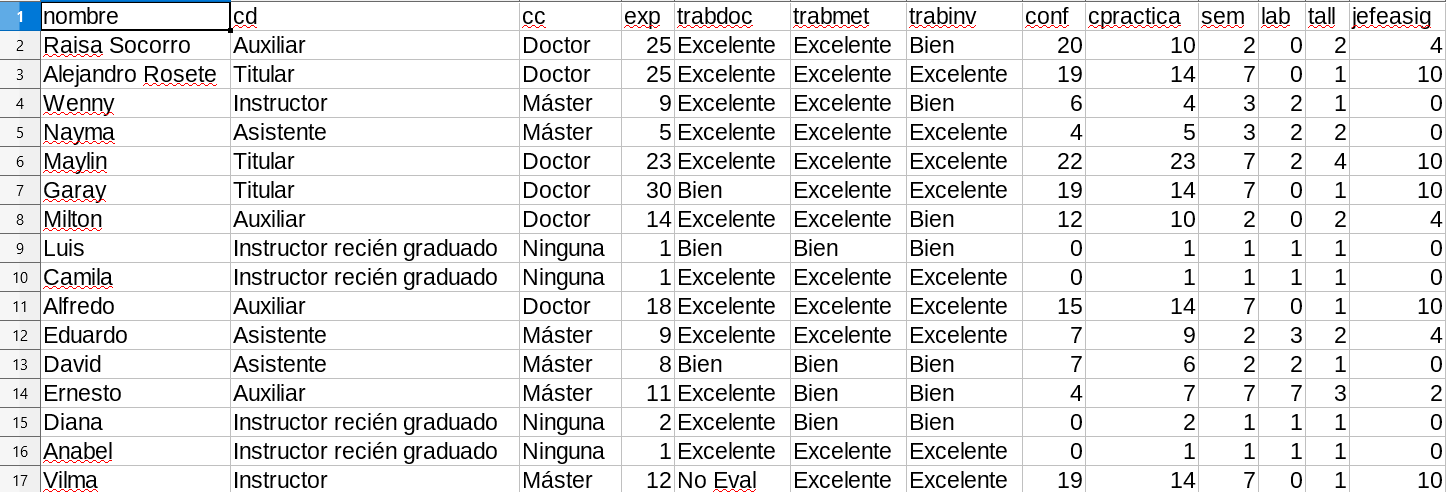 1 nombre cd cc exp trabdoc trabmet trabinv conf cpractica sem lab tall jefeasig
2 Raisa Socorro Auxiliar Doctor 25 Excelente Excelente Bien 20 10 2 0 2 4
3 Alejandro Rosete Titular Doctor 25 Excelente Excelente Excelente 19 14 7 0 1 10
4 Wenny Instructor Máster 9 Excelente Excelente Bien 6 4 3 2 1 0
5 Nayma Asistente Máster 5 Excelente Excelente Excelente 4 5 3 2 2 0
6 Maylin Titular Doctor 23 Excelente Excelente Excelente 22 23 7 2 4 10
7 Garay Titular Doctor 30 Bien Excelente Excelente 19 14 7 0 1 10
8 Milton Auxiliar Doctor 14 Excelente Excelente Bien 12 10 2 0 2 4
9 Luis Instructor recién graduado Ninguna 1 Bien Bien Bien 0 1 1 1 1 0
10 Camila Instructor recién graduado Ninguna 1 Excelente Excelente Excelente 0 1 1 1 1 0
11 Alfredo Auxiliar Doctor 18 Excelente Excelente Excelente 15 14 7 0 1 10
12 Eduardo Asistente Máster 9 Excelente Excelente Excelente 7 9 2 3 2 4
13 David Asistente Máster 8 Bien Bien Bien 7 6 2 2 1 0
14 Ernesto Auxiliar Máster 11 Excelente Bien Bien 4 7 7 7 3 2
15 Diana Instructor recién graduado Ninguna 2 Excelente Bien Bien 0 2 1 1 1 0
16 Anabel Instructor recién graduado Ninguna 1 Excelente Excelente Excelente 0 1 1 1 1 0
17 Vilma Instructor Máster 12 No Eval Excelente Excelente 19 14 7 0 1 10